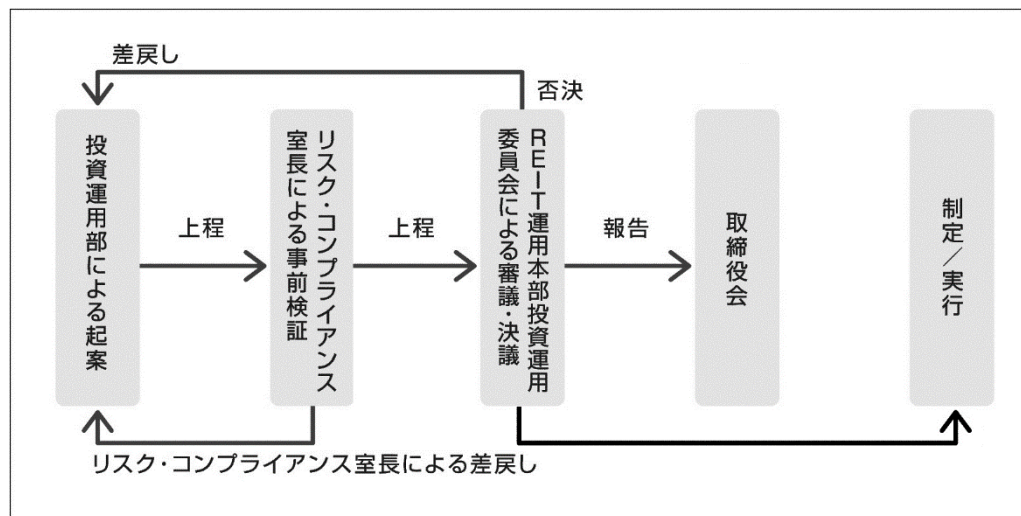 差戻し
否決
投資運用部による起案
上程
リスク・コンプライアンス
室長による事前検証
上程
REIT運用本部投資運用
委員会による審議・決議
報告
取締役会
制定／実行
リスク・コンプライアンス室長による差戻し